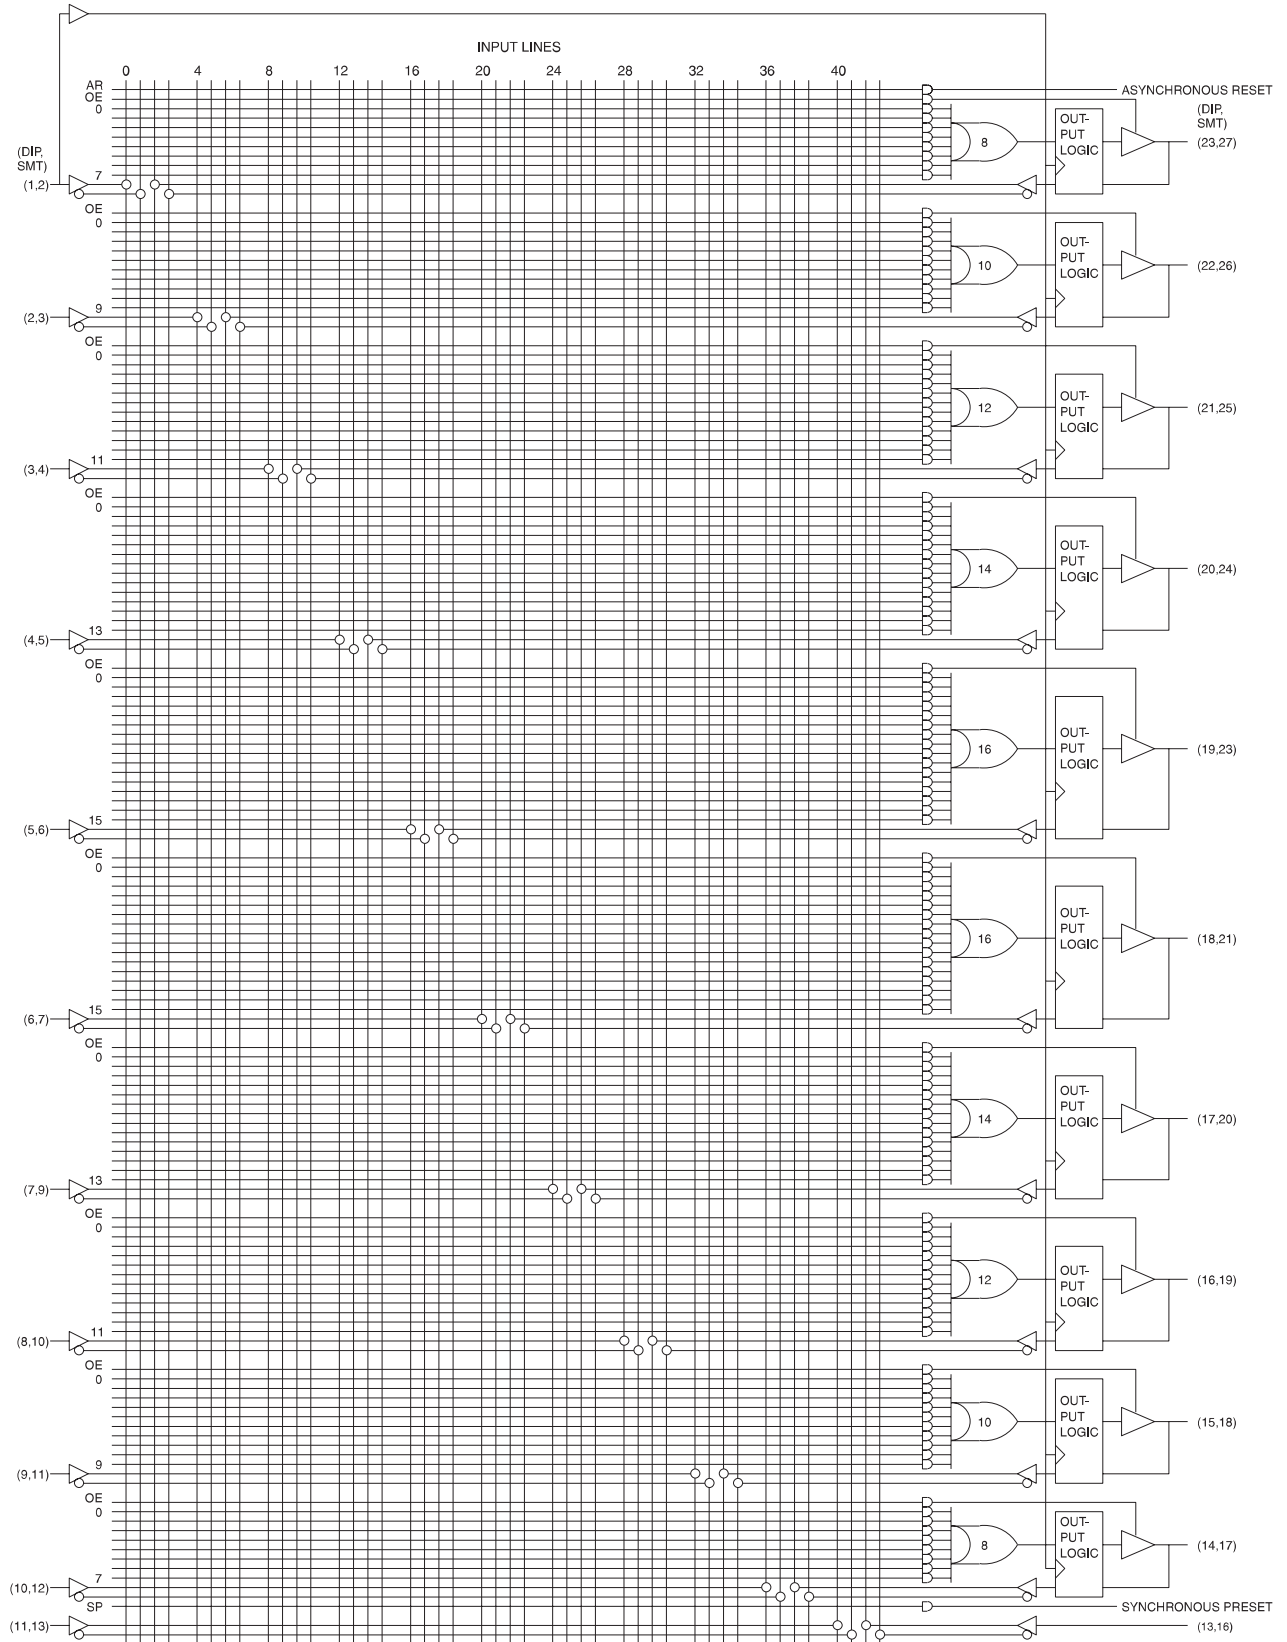 INPUT LINES
0 4 8 12 16 20 24 28 32 36 40
AR
ASYNCHRONOUS RESET
OE
0
(DIP, SMT)
(DIP, SMT)
8
OUT-
PUT
LOGIC
(23,27)
7
(1,2)
OE
0
10
OUT-
PUT
LOGIC
(22,26)
9
(2,3)
OE
0
12
OUT-
PUT
LOGIC
(21,25)
11
(3,4)
OE
0
14
OUT-
PUT
LOGIC
(20,24)
13
(4,5)
OE
0
16
OUT-
PUT
LOGIC
(19,23)
15
(5,6)
OE
0
16
OUT-
PUT
LOGIC
(18,21)
15
(6,7)
OE
0
14
OUT-
PUT
LOGIC
(17,20)
13
(7,9)
OE
0
12
OUT-
PUT
LOGIC
(16,19)
11
(8,10)
OE
0
10
OUT-
PUT
LOGIC
(15,18)
9
(9,11)
OE
0
8
OUT-
PUT
LOGIC
(14,17)
7
(10,12)
SP
SYNCHRONOUS PRESET
(11,13)
(13,16)